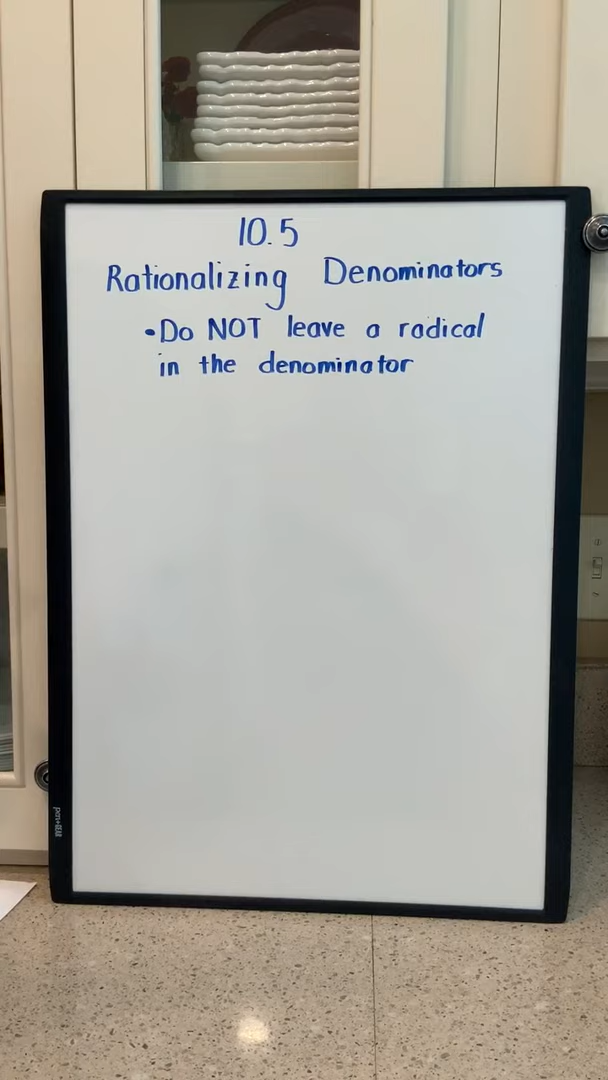 10.5
Rationalizing Denominators
•Do NOT leave a radical
in the denominator